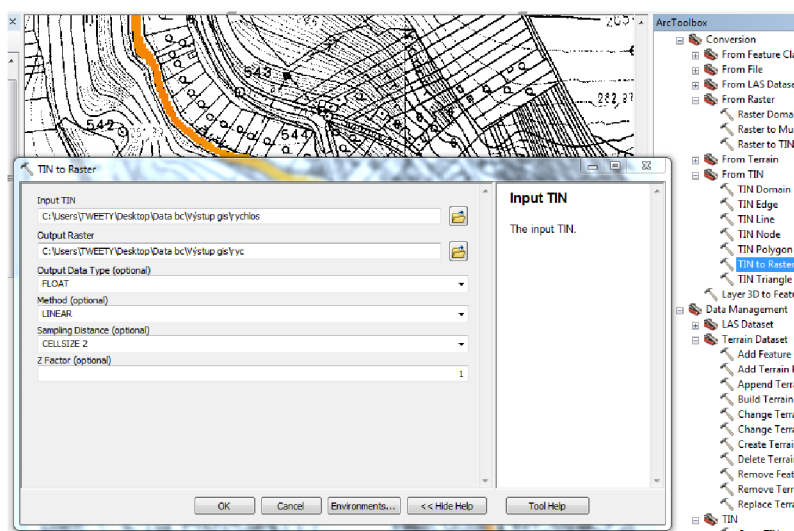 543
542
544
ArcToolbox
Conversion
From Feature Cla
From File
From LAS Datase
From Raster
Raster Doma
Raster to Mu
Raster to TIN
From Terrain
From TIN
TIN Domain
TIN Edge
TIN Line
TIN Node
TIN Polygon
TIN to Raster
TIN Triangle
Layer 3D to Featu
Data Management
LAS Dataset
Terrain Dataset
Add Feature
Add Terrain
Append Terra
Build Terrain
Change Terra
Change Terra
Create Terrai
Delete Terrai
Remove Feat
Remove Terr
Replace Terra
TIN
TIN to Raster
Input TIN
C:\Users\TWEETY\Desktop\Data bc\Výstup gis\rychlos
Output Raster
C:\Users\TWEETY\Desktop\Data bc\Výstup gis\ryc
Output Data Type (optional)
FLOAT
Method (optional)
LINEAR
Sampling Distance (optional)
CELLSIZE 2
Z Factor (optional)
1
Input TIN
The input TIN.
OK
Cancel
Environments...
<< Hide Help
Tool Help